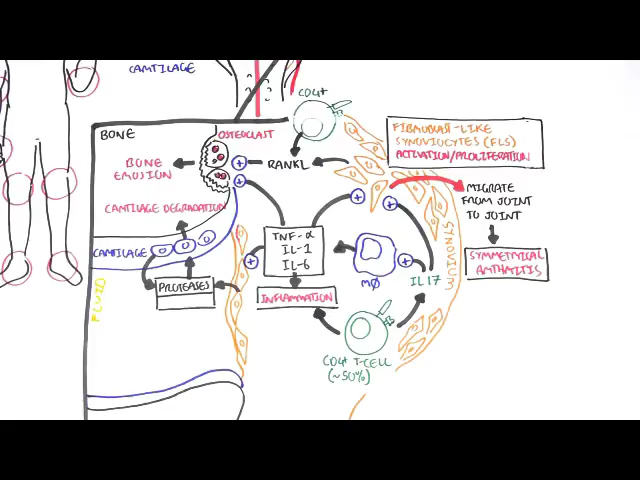 CARTILAGE
CD4+
BONE
OSTEOCLAST
FIBROBLAST-LIKE
SYNOVIOCYTES (FLS)
ACTIVATION/PROLIFERATION
BONE
EROSION
+
RANKL
+
CARTILAGE DEGRADATION
+
+
MIGRATE
FROM JOINT
TO JOINT
SYNOVIUM
TNF-α
IL-1
IL-6
CARTILAGE
+
+
SYMMETRICAL
ARTHRITIS
FLUID
PROTEASES
MØ
IL17
INFLAMMATION
CD4+ T-CELL
(~50%)